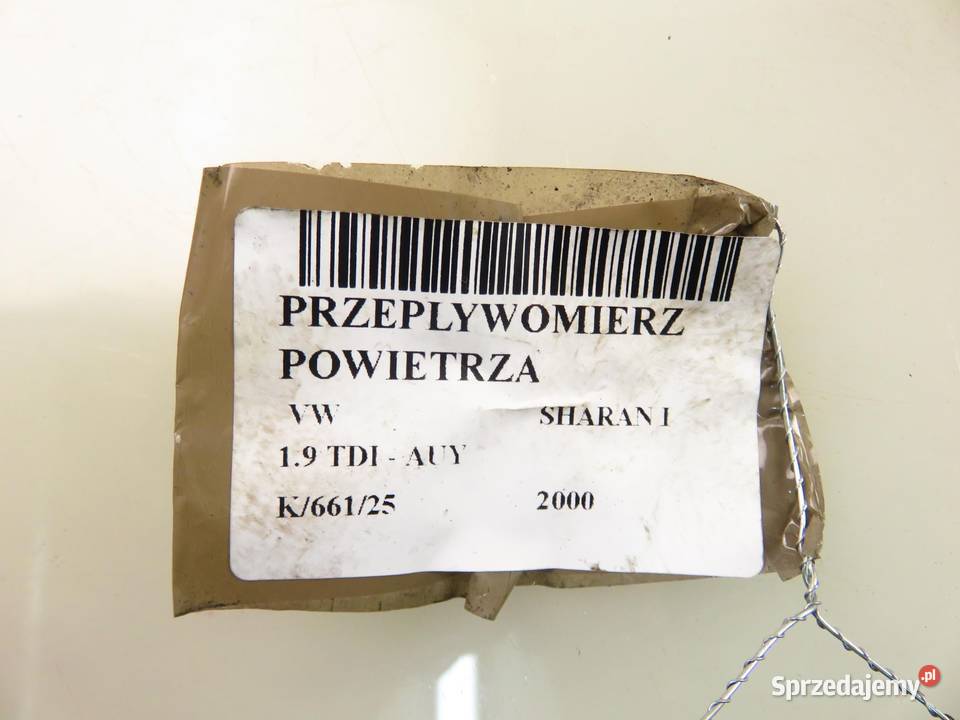 PRZEPLYWOMIERZ
POWIETRZA
VW SHARAN I
1.9 TDI - AUY
K/661/25 2000
Sprzedajemy.pl